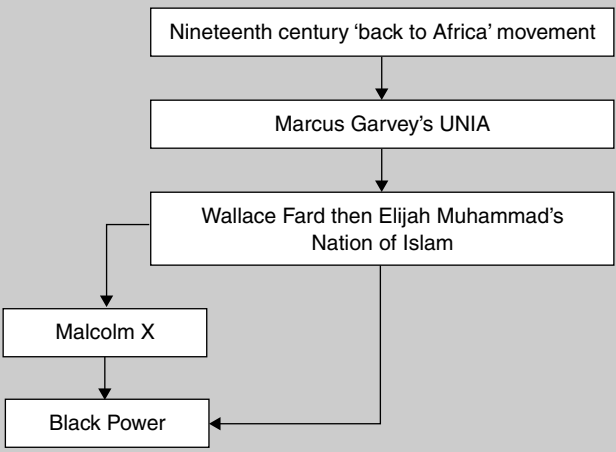 Nineteenth century ‘back to Africa’ movement
Marcus Garvey’s UNIA
Wallace Fard then Elijah Muhammad’s
Nation of Islam
Malcolm X
Black Power